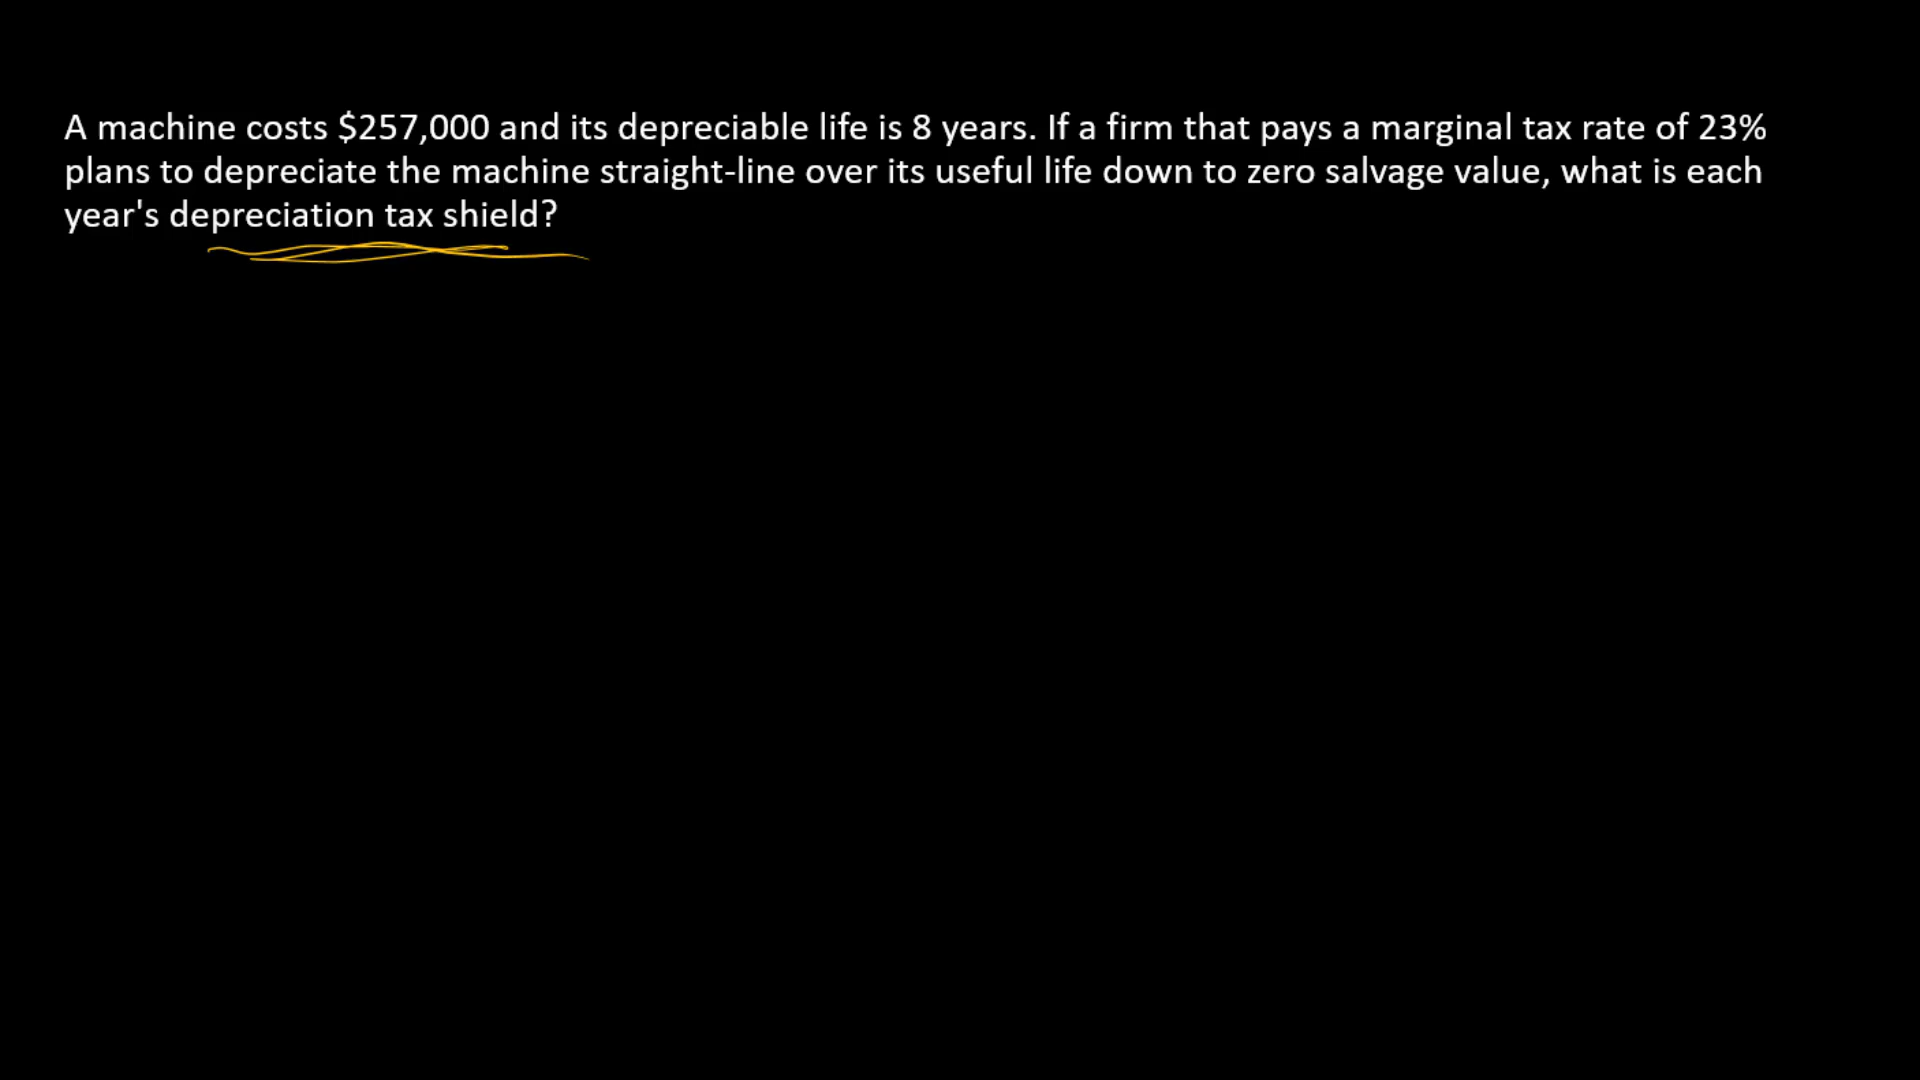 A machine costs $257,000 and its depreciable life is 8 years. If a firm that pays a marginal tax rate of 23%
plans to depreciate the machine straight-line over its useful life down to zero salvage value, what is each
year's depreciation tax shield?